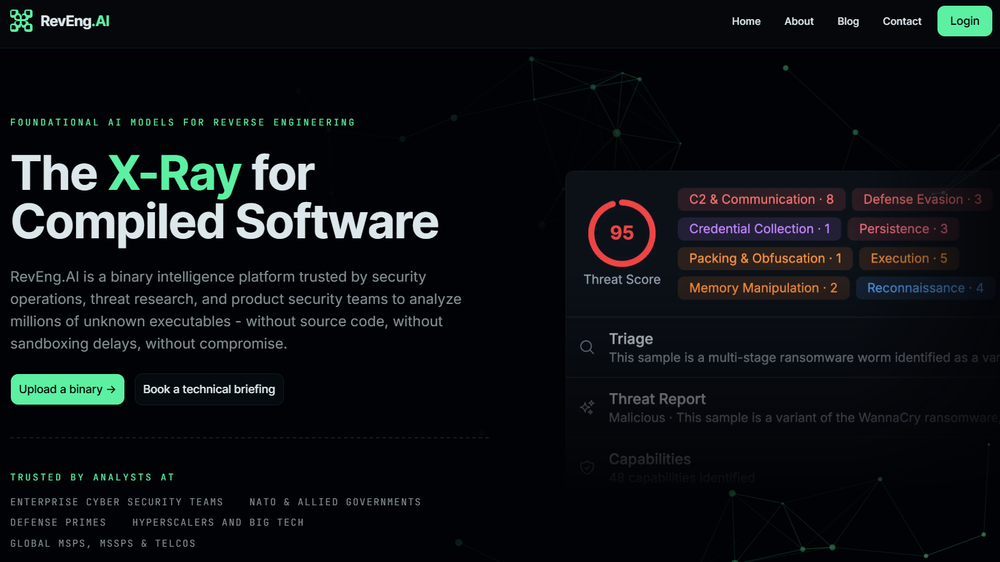 RevEng.AI
Home
About
Blog
Contact
Login
FOUNDATIONAL AI MODELS FOR REVERSE ENGINEERING
The X-Ray for
Compiled Software
RevEng.AI is a binary intelligence platform trusted by security
operations, threat research, and product security teams to analyze
millions of unknown executables - without source code, without
sandboxing delays, without compromise.
Upload a binary →
Book a technical briefing
TRUSTED BY ANALYSTS AT
ENTERPRISE CYBER SECURITY TEAMS NATO & ALLIED GOVERNMENTS
DEFENSE PRIMES HYPERSCALERS AND BIG TECH
GLOBAL MSPS, MSSPS & TELCOS
95
Threat Score
C2 & Communication · 8
Defense Evasion · 3
Credential Collection · 1
Persistence · 3
Packing & Obfuscation · 1
Execution · 5
Memory Manipulation · 2
Reconnaissance · 4
Triage
This sample is a multi-stage ransomware worm identified as a
Threat Report
Malicious · This sample is a variant of the WannaCry ransomware,
Capabilities
48 capabilities identified